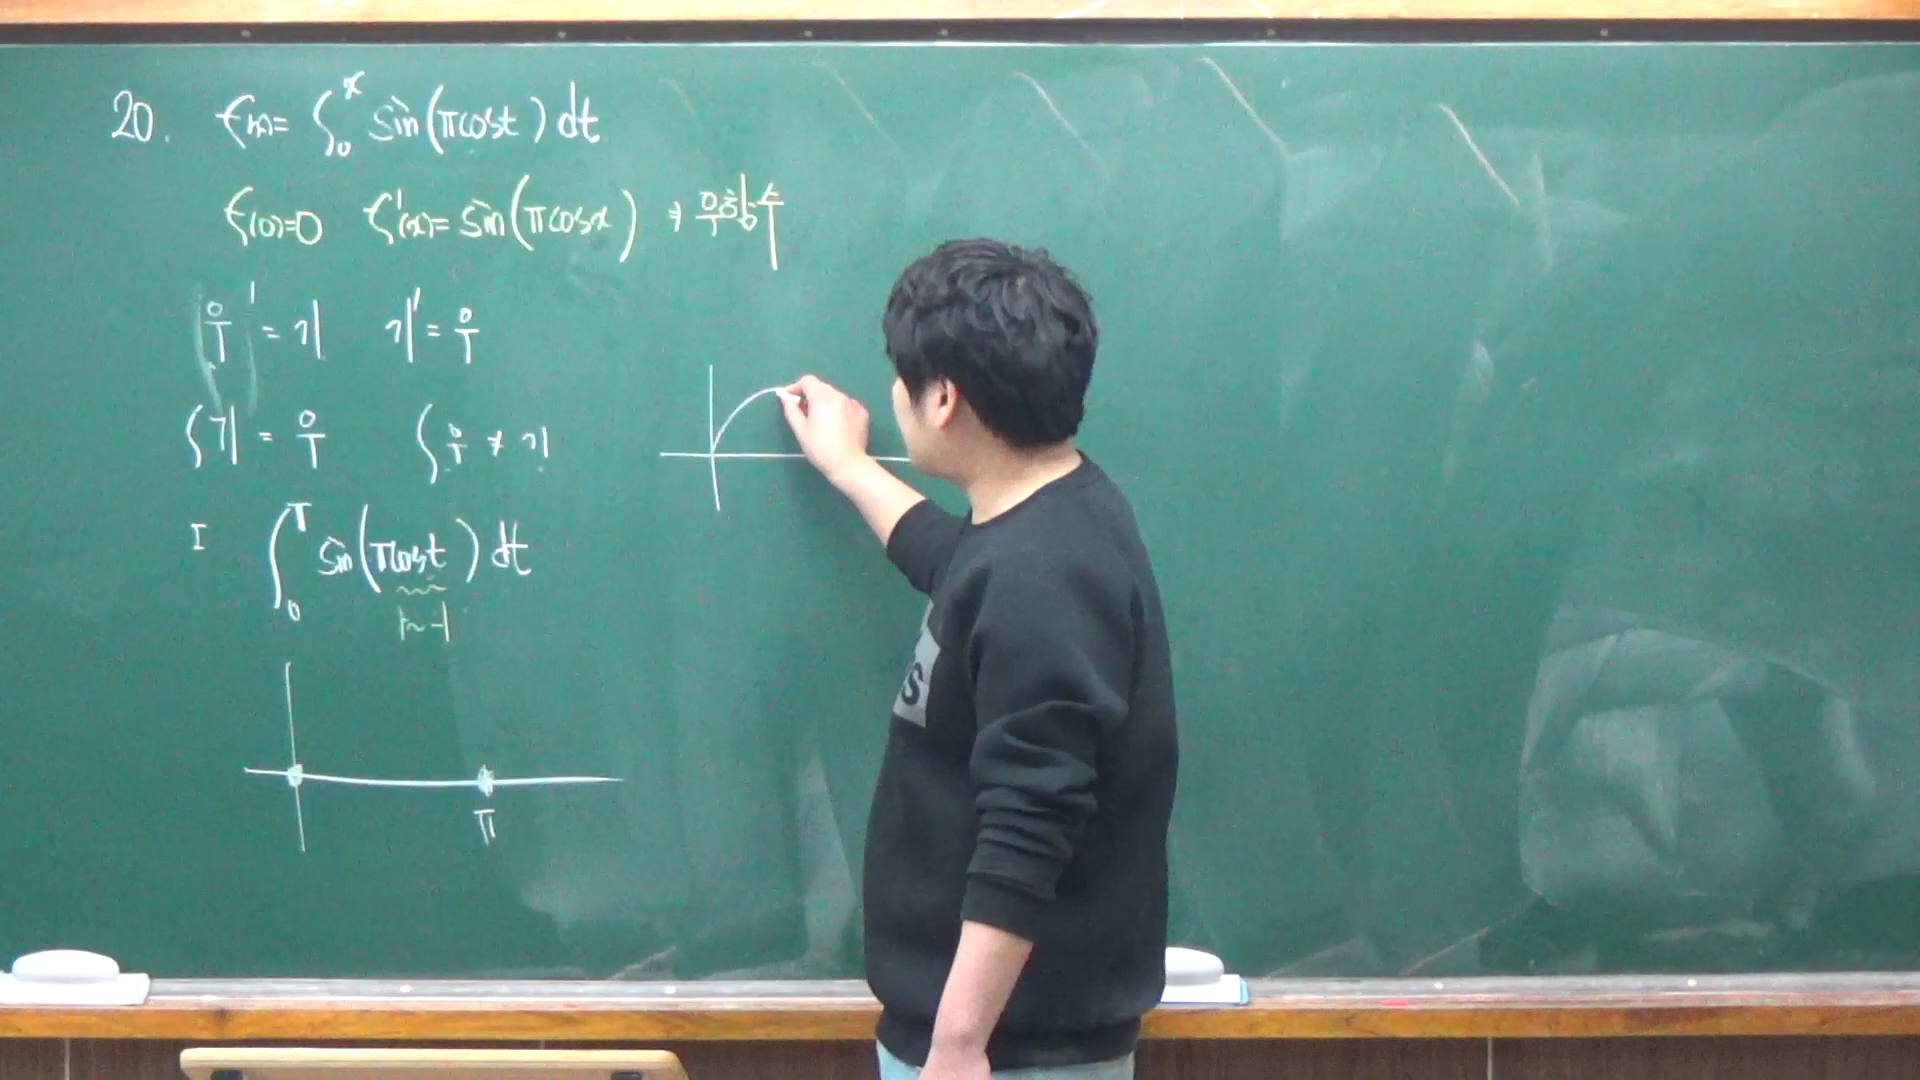 20. f(x)= ∫₀ˣ sin(πcost) dt
f(0)=0 f'(x)= sin(πcosx) ⇒ 우함수
우' = 기 기' = 우
∫기 = 우 ∫우 ≠ 기
I ∫₀^π sin(πcost) dt
1~-1
π
S